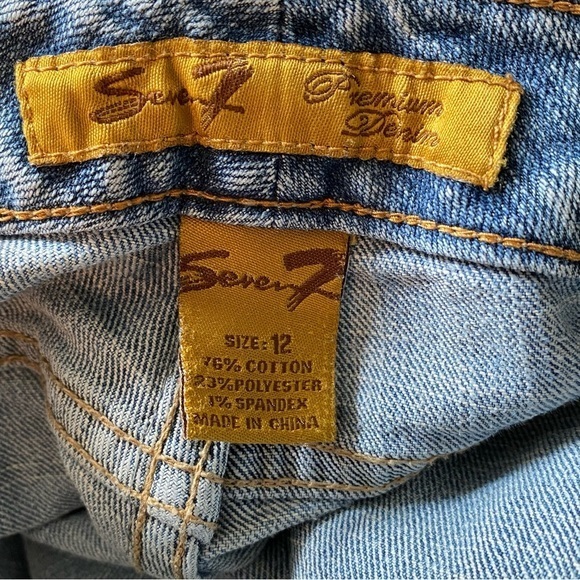 Seven7 Premium Denim
Seven7
SIZE: 12
76% COTTON
23% POLYESTER
1% SPANDEX
MADE IN CHINA